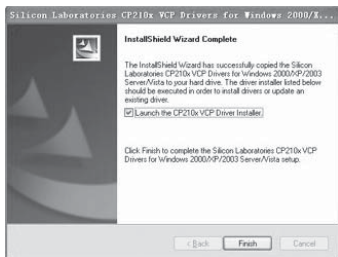 Silicon Laboratories CP210x VCP Drivers for Windows 2000/X...
InstallShield Wizard Complete
The InstallShield Wizard has successfully copied the Silicon
Laboratories CP210x VCP Drivers for Windows 2000/XP/2003
Server/Vista to your hard drive. The driver installer listed below
should be executed in order to install drivers or update an
existing driver.
Launch the CP210x VCP Driver Installer.
Click Finish to complete the Silicon Laboratories CP210x VCP
Drivers for Windows 2000/XP/2003 Server/Vista setup.
< Back Finish Cancel